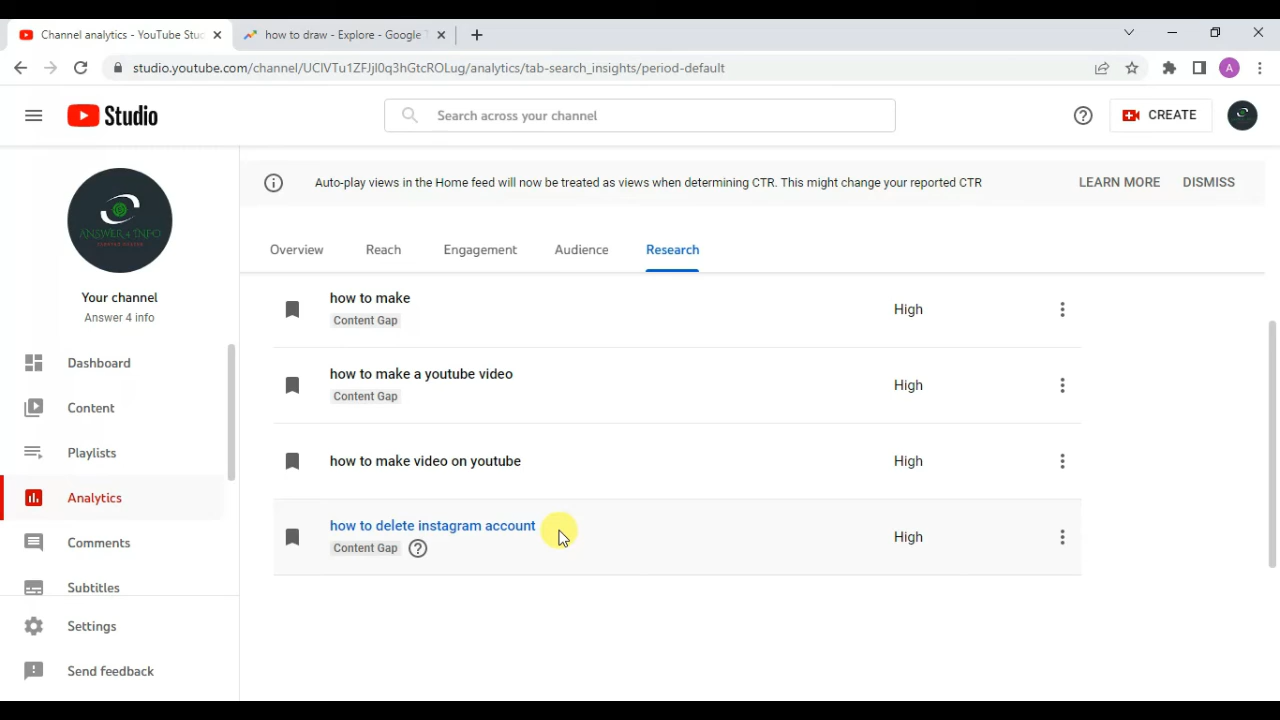 Channel analytics - YouTube Stu
how to draw - Explore - Google T
studio.youtube.com/channel/UClVTu1ZFJjl0q3hGtcROLug/analytics/tab-search_insights/period-default
A
Studio
Search across your channel
CREATE
Auto-play views in the Home feed will now be treated as views when determining CTR. This might change your reported CTR
LEARN MORE
DISMISS
ANSWER 4 INFO
Your channel
Answer 4 info
Dashboard
Content
Playlists
Analytics
Comments
Subtitles
Settings
Send feedback
Overview
Reach
Engagement
Audience
Research
how to make
Content Gap
High
how to make a youtube video
Content Gap
High
how to make video on youtube
High
how to delete instagram account
Content Gap
High